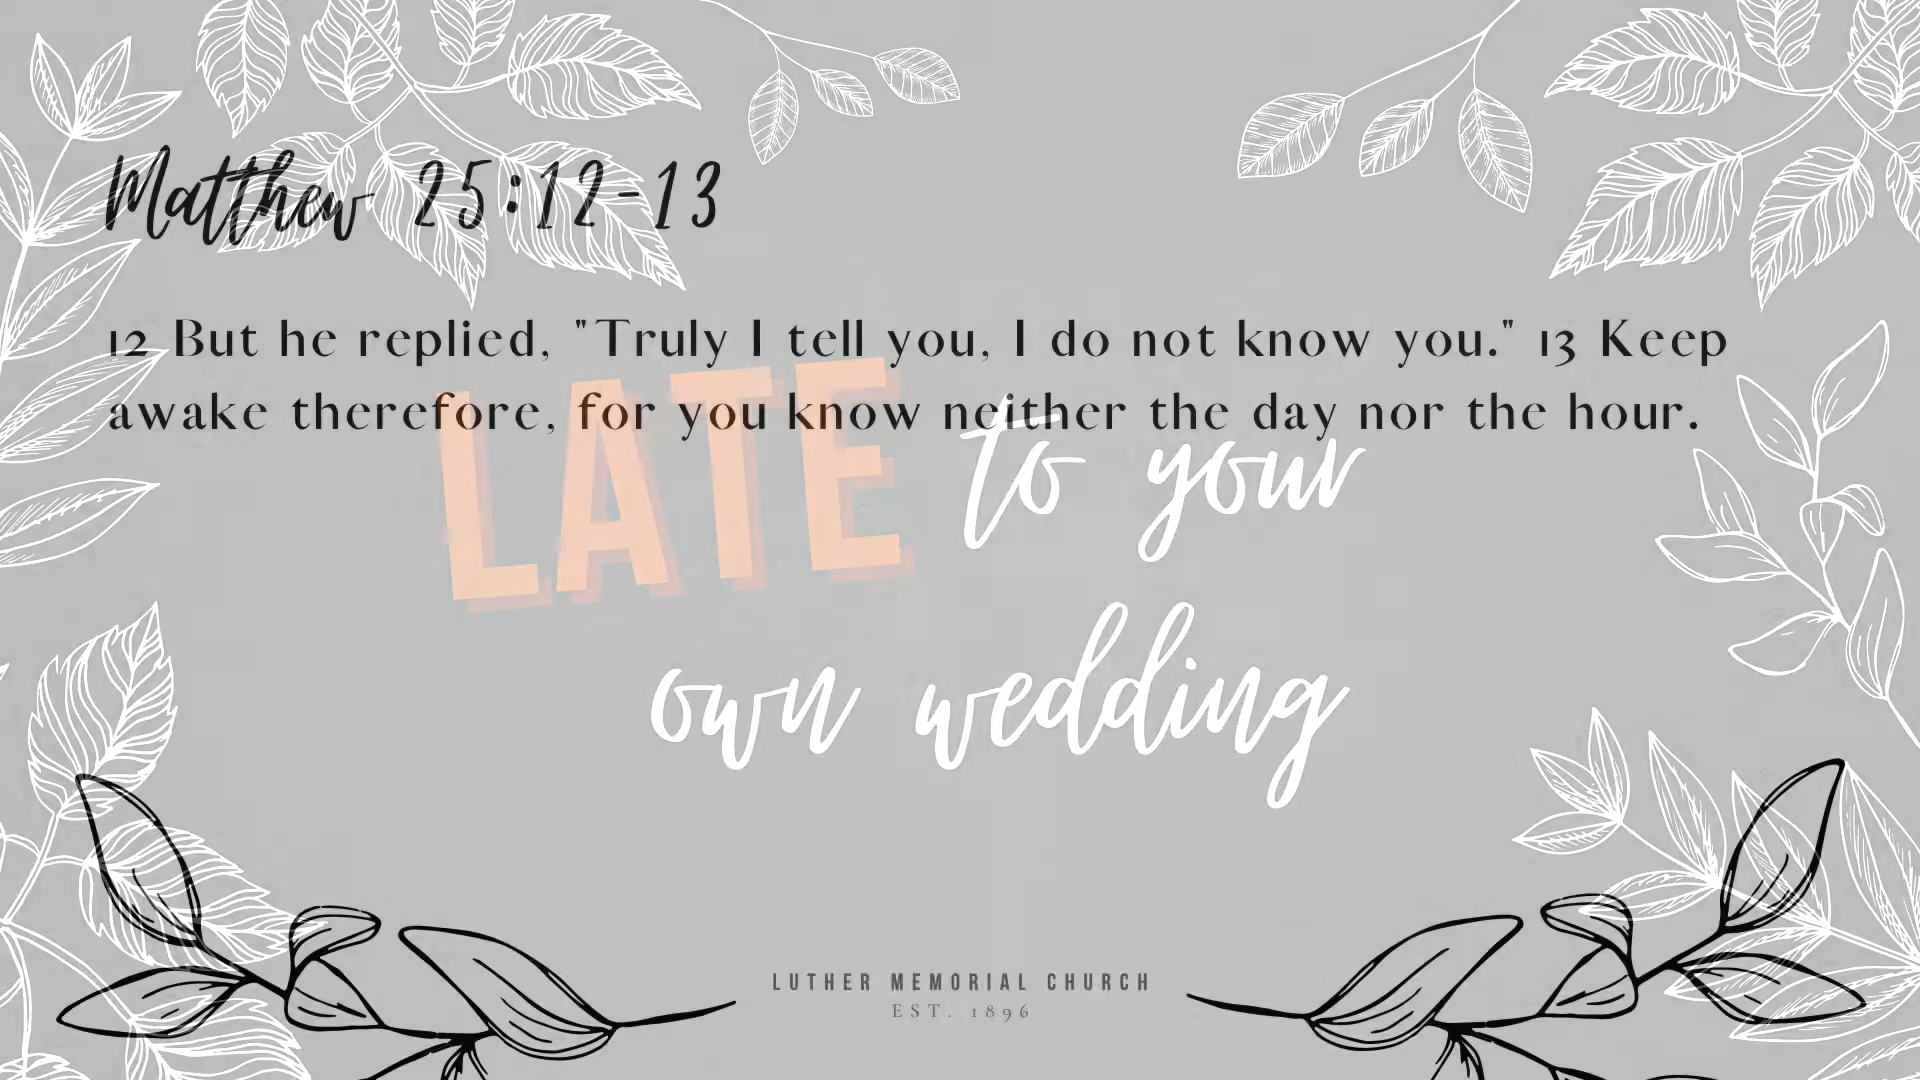 Matthew 25:12-13
12 But he replied, "Truly I tell you, I do not know you." 13 Keep
awake therefore, for you know neither the day nor the hour.
LATE to your
own wedding
LUTHER MEMORIAL CHURCH
EST. 1896